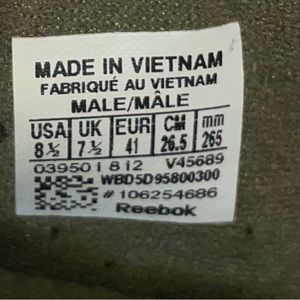 MADE IN VIETNAM
FABRIQUÉ AU VIETNAM
MALE/MÂLE
USA UK EUR CM mm
8½ 7½ 41 26.5 265
039501 812 V45689
WBD5D95800300
#106254686
Reebok